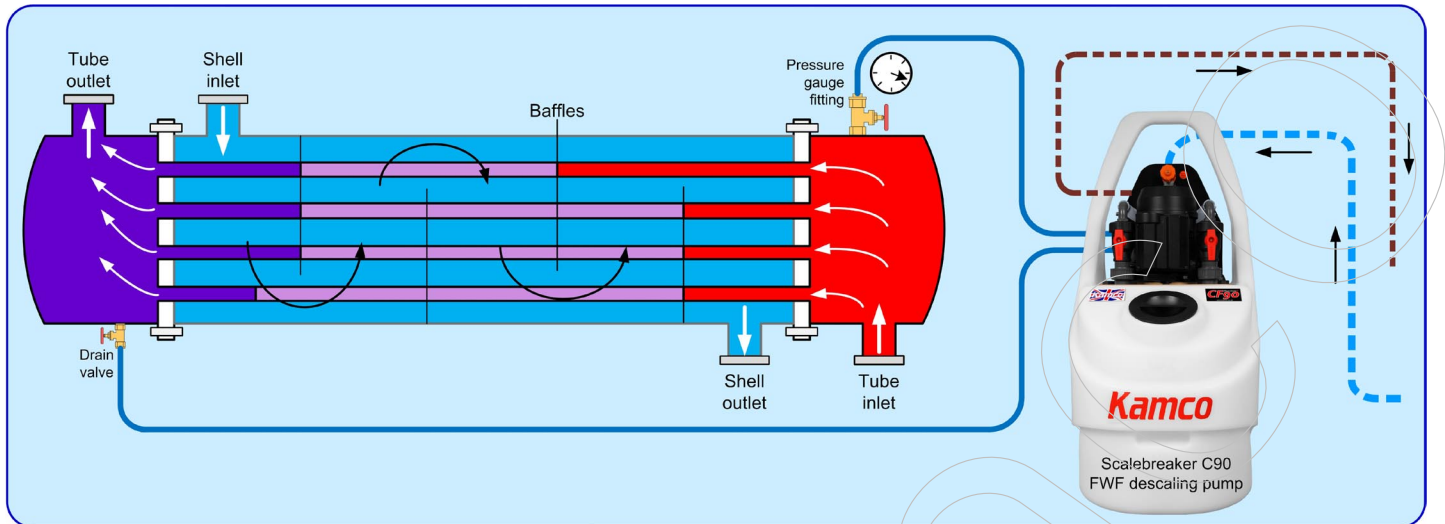 Tube
outlet
Shell
inlet
Baffles
Pressure
gauge
fitting
Drain
valve
Shell
outlet
Tube
inlet
Kamco
CF90
Kamco
Scalebreaker C90
FWF descaling pump